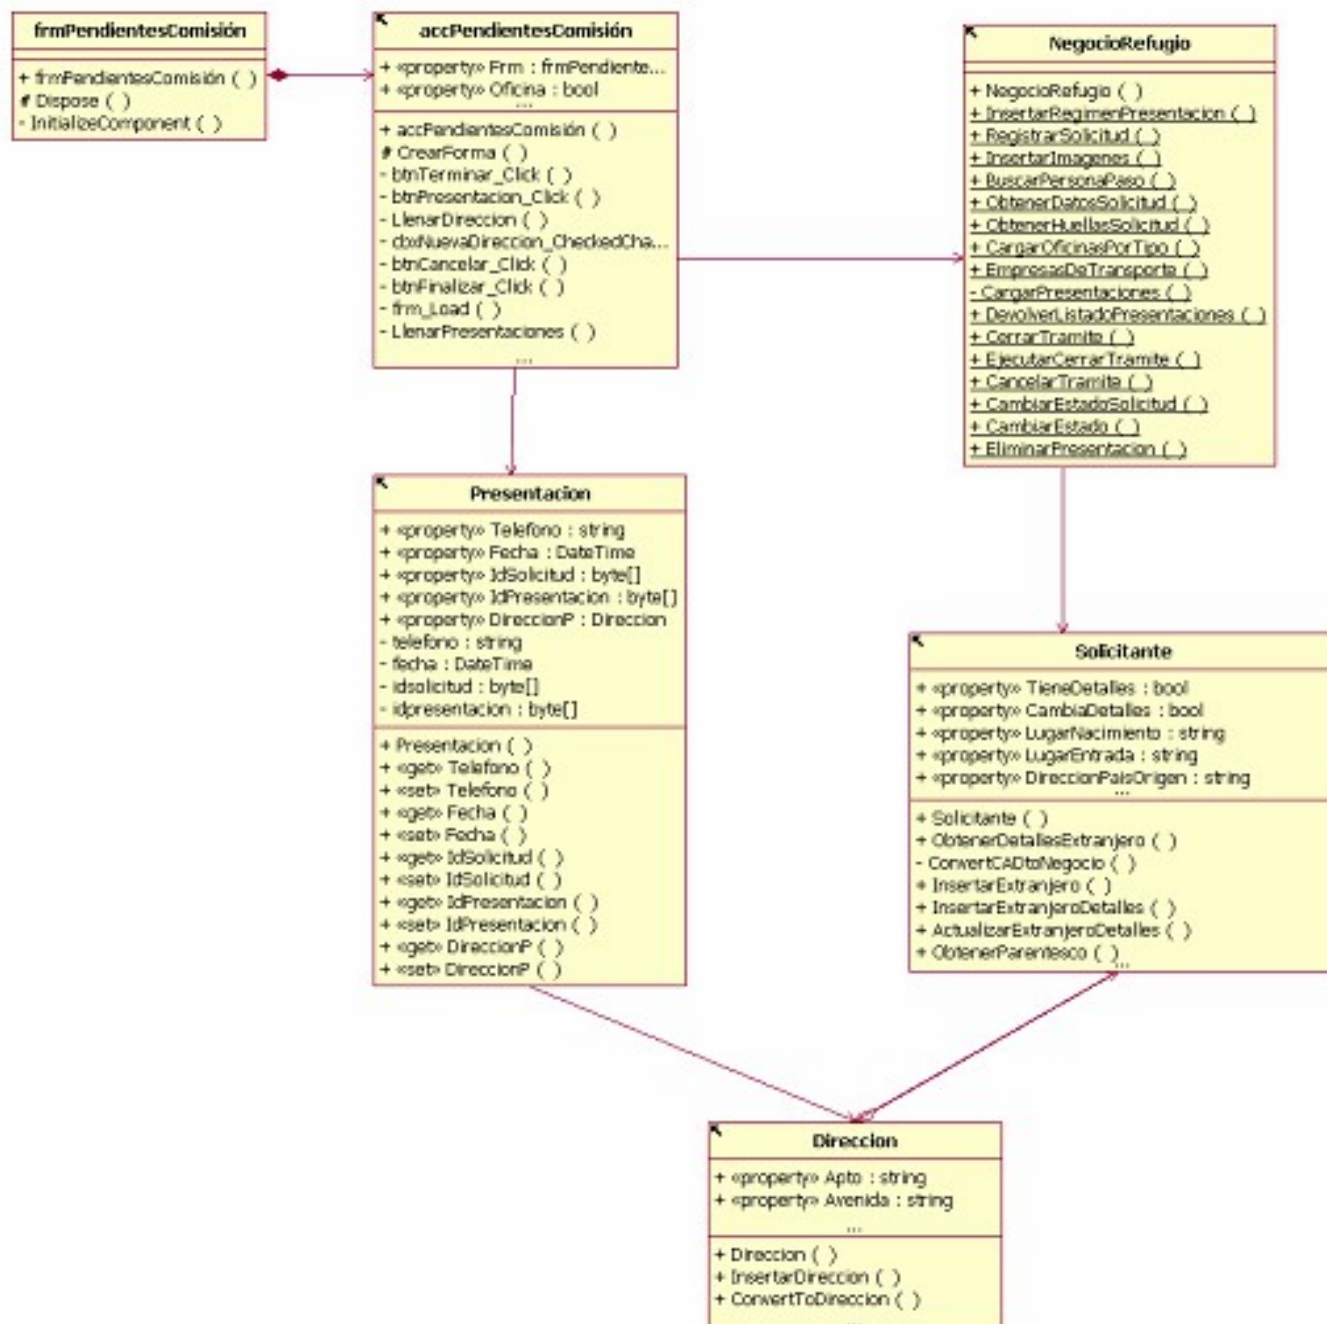 frmPendientesComisión
+ frmPendientesComisión ( )
# Dispose ( )
- InitializeComponent ( )
accPendientesComisión
+ «property» Frm : frmPendiente...
+ «property» Oficina : bool
...
+ accPendientesComisión ( )
# CrearForma ( )
- btnTerminar_Click ( )
- btnPresentacion_Click ( )
- LlenarDireccion ( )
- cbxNuevaDireccion_CheckedCha...
- btnCancelar_Click ( )
- btnFinalizar_Click ( )
- frm_Load ( )
- LlenarPresentaciones ( )
...
NegocioRefugio
+ NegocioRefugio ( )
+ InsertarRegimenPresentacion ( )
+ RegistrarSolicitud ( )
+ InsertarImagenes ( )
+ BuscarPersonaPaso ( )
+ ObtenerDatosSolicitud ( )
+ ObtenerHuellasSolicitud ( )
+ CargarOficinasPorTipo ( )
+ EmpresasDeTransporte ( )
- CargarPresentaciones ( )
+ DevolverListadoPresentaciones ( )
+ CerrarTramite ( )
+ EjecutarCerrarTramite ( )
+ CancelarTramite ( )
+ CambiarEstadoSolicitud ( )
+ CambiarEstado ( )
+ EliminarPresentacion ( )
Presentacion
+ «property» Telefono : string
+ «property» Fecha : DateTime
+ «property» IdSolicitud : byte[]
+ «property» IdPresentacion : byte[]
+ «property» DireccionP : Direccion
- telefono : string
- fecha : DateTime
- idsolicitud : byte[]
- idpresentacion : byte[]
+ Presentacion ( )
+ «get» Telefono ( )
+ «set» Telefono ( )
+ «get» Fecha ( )
+ «set» Fecha ( )
+ «get» IdSolicitud ( )
+ «set» IdSolicitud ( )
+ «get» IdPresentacion ( )
+ «set» IdPresentacion ( )
+ «get» DireccionP ( )
+ «set» DireccionP ( )
Solicitante
+ «property» TieneDetalles : bool
+ «property» CambiaDetalles : bool
+ «property» LugarNacimiento : string
+ «property» LugarEntrada : string
+ «property» DireccionPaisOrigen : string
...
+ Solicitante ( )
+ ObtenerDetallesExtranjero ( )
- ConvertCADtoNegocio ( )
+ InsertarExtranjero ( )
+ InsertarExtranjeroDetalles ( )
+ ActualizarExtranjeroDetalles ( )
+ ObtenerParentesco ( )
...
Direccion
+ «property» Apto : string
+ «property» Avenida : string
...
+ Direccion ( )
+ InsertarDireccion ( )
+ ConvertToDireccion ( )
...